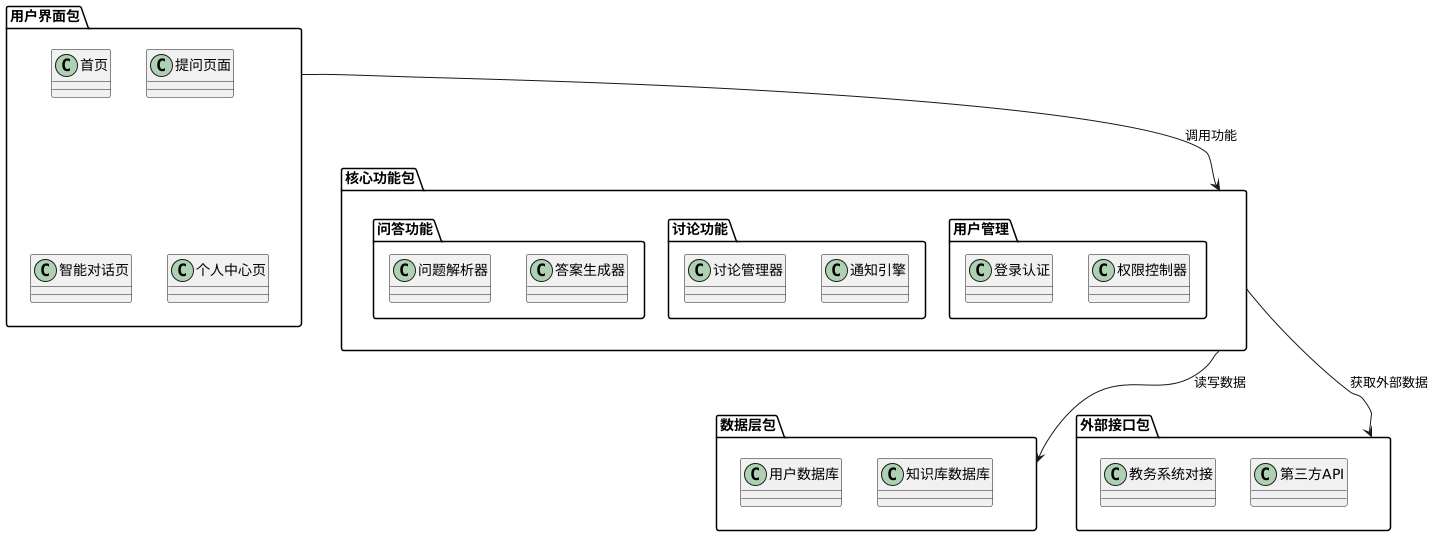 用户界面包
C 首页
C 提问页面
C 智能对话页
C 个人中心页
调用功能
核心功能包
问答功能
C 问题解析器
C 答案生成器
讨论功能
C 讨论管理器
C 通知引擎
用户管理
C 登录认证
C 权限控制器
读写数据
获取外部数据
数据层包
C 用户数据库
C 知识库数据库
外部接口包
C 教务系统对接
C 第三方API